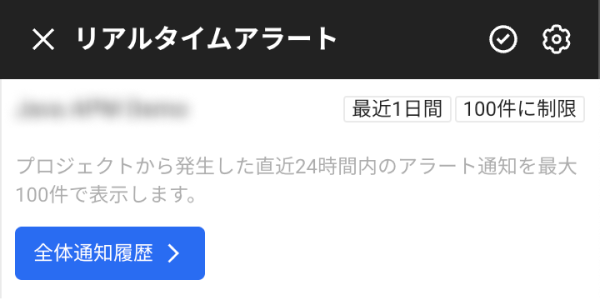 リアルタイムアラート
最近1日間 100件に制限
プロジェクトから発生した直近24時間内のアラート通知を最大
100件で表示します。
全体通知履歴